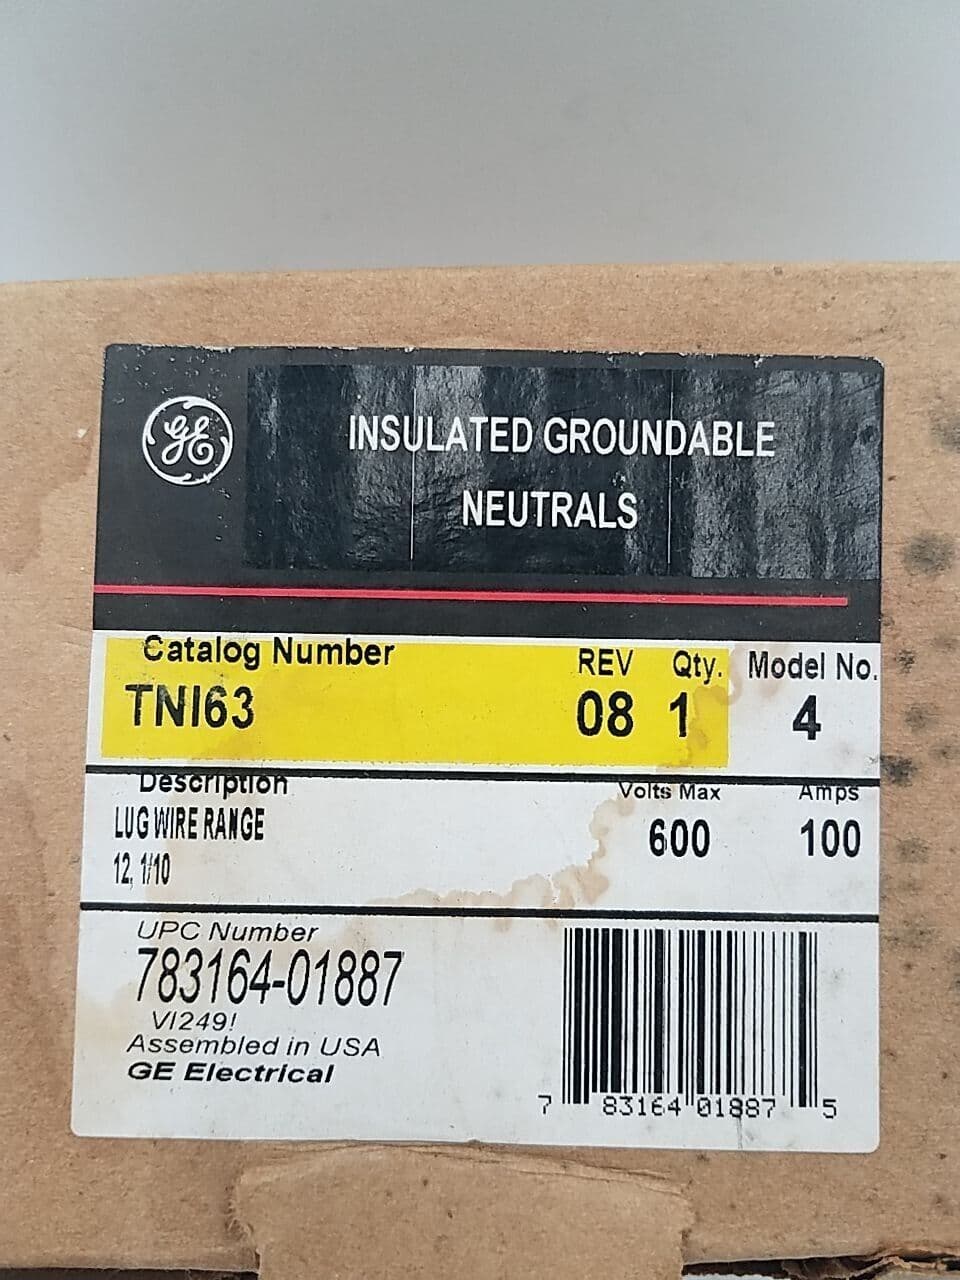 GE
INSULATED GROUNDABLE
NEUTRALS
Catalog Number REV Qty. Model No.
TNI63 08 1 4
Description Volts Max Amps
LUG WIRE RANGE 600 100
12, 1/10
UPC Number
783164-01887
VI249!
Assembled in USA
GE Electrical
7 83164 01887 5